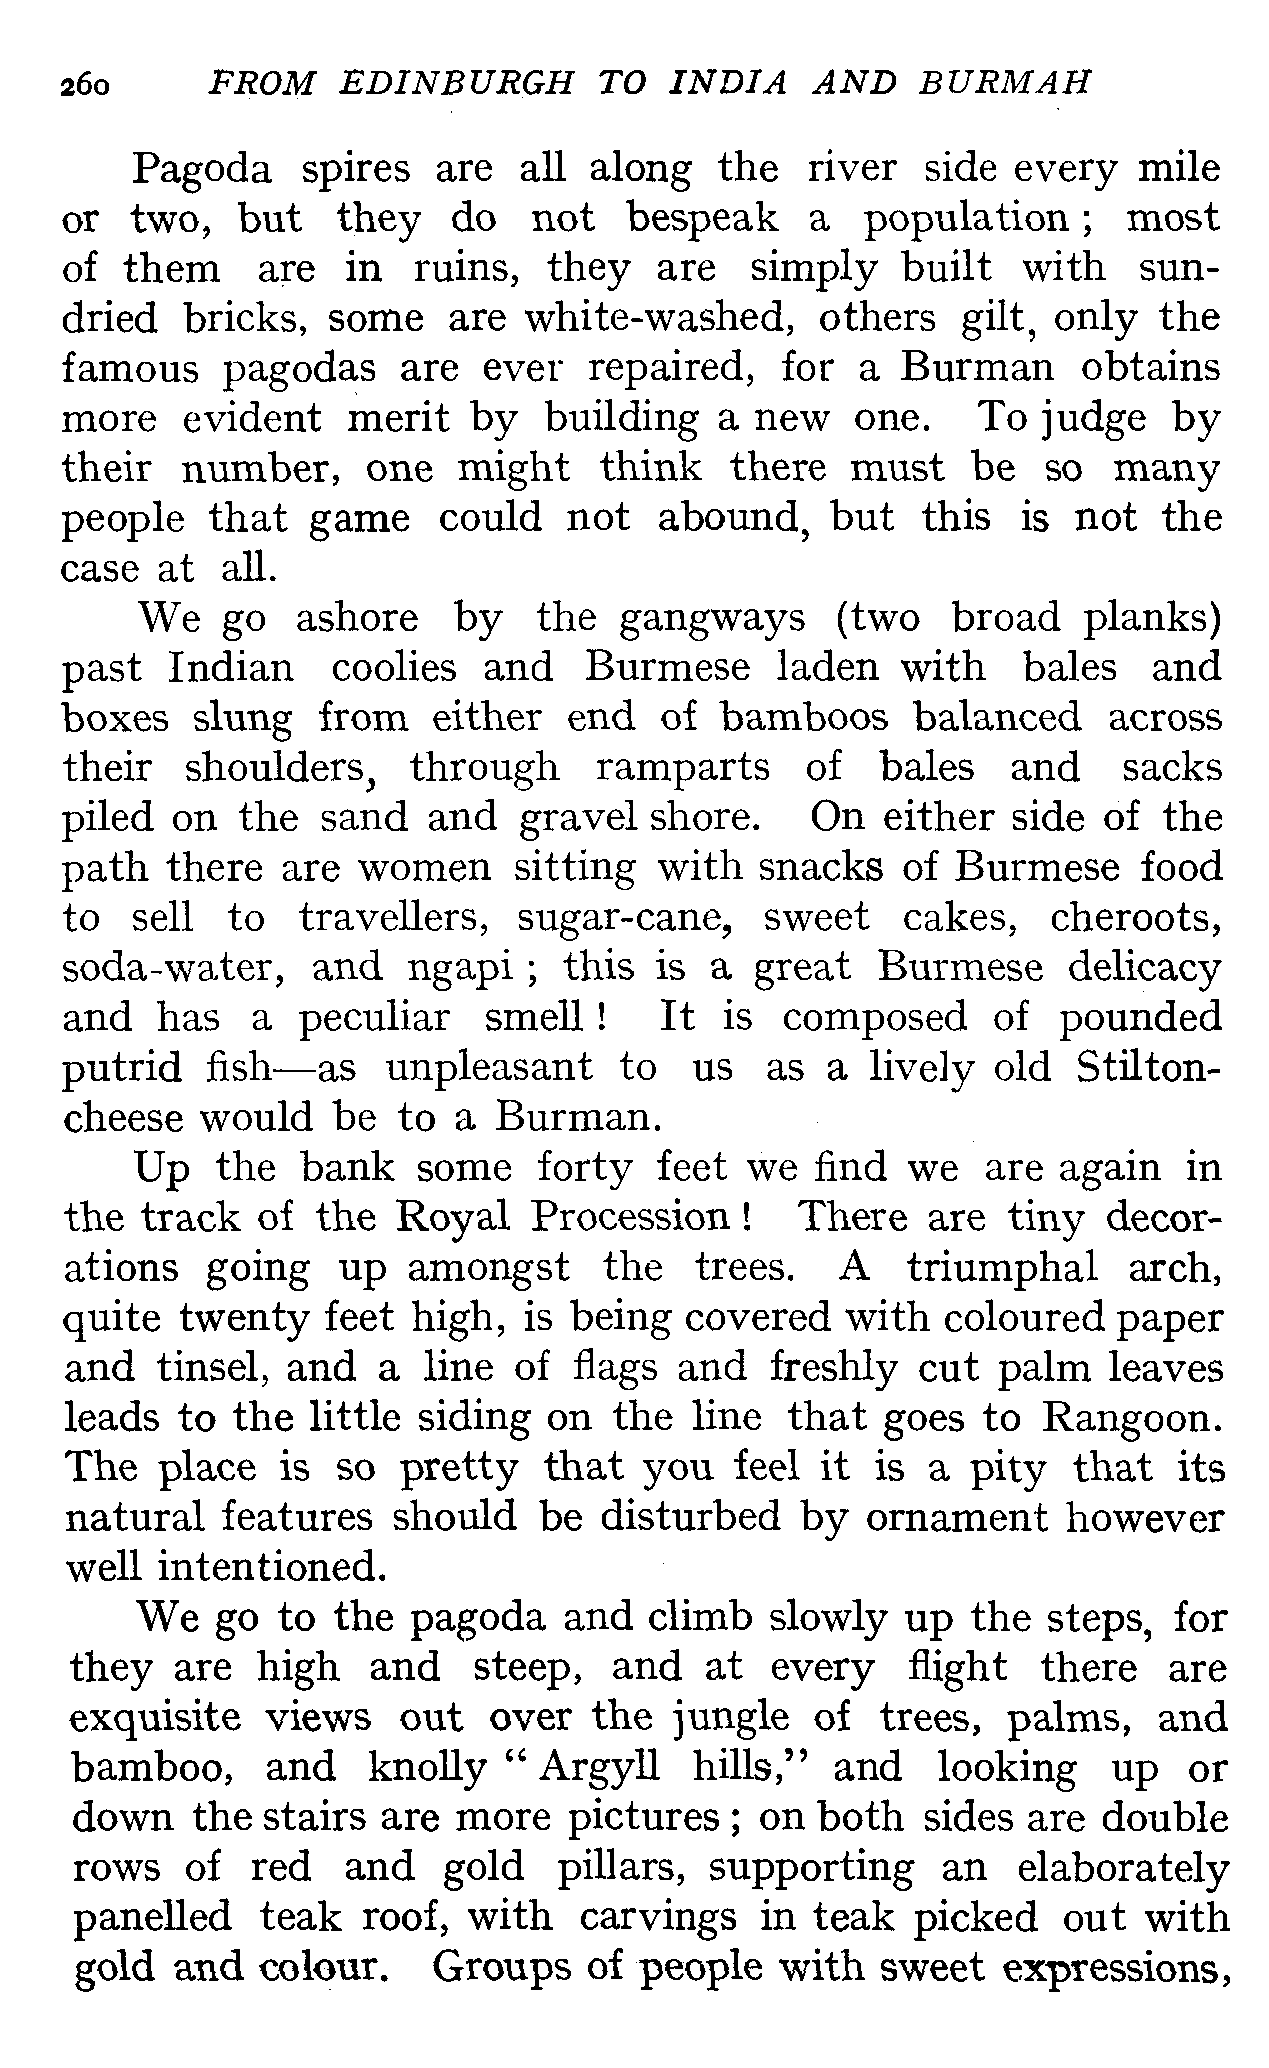 260 FROM EDINBURGH TO INDIA AND BURMAH
Pagoda spires are all along the river side every mile
or two, but they do not bespeak a population ; most
of them are in ruins, they are simply built with sun-
dried bricks, some are white-washed, others gilt, only the
famous pagodas are ever repaired, for a Burman obtains
more evident merit by building a new one. To judge by
their number, one might think there must be so many
people that game could not abound, but this is not the
case at all.
We go ashore by the gangways (two broad planks)
past Indian coolies and Burmese laden with bales and
boxes slung from either end of bamboos balanced across
their shoulders, through ramparts of bales and sacks
piled on the sand and gravel shore. On either side of the
path there are women sitting with snacks of Burmese food
to sell to travellers, sugar-cane, sweet cakes, cheroots,
soda-water, and ngapi ; this is a great Burmese delicacy
and has a peculiar smell ! It is composed of pounded
putrid fish—as unpleasant to us as a lively old Stilton-
cheese would be to a Burman.
Up the bank some forty feet we find we are again in
the track of the Royal Procession ! There are tiny decor-
ations going up amongst the trees. A triumphal arch,
quite twenty feet high, is being covered with coloured paper
and tinsel, and a line of flags and freshly cut palm leaves
leads to the little siding on the line that goes to Rangoon.
The place is so pretty that you feel it is a pity that its
natural features should be disturbed by ornament however
well intentioned.
We go to the pagoda and climb slowly up the steps, for
they are high and steep, and at every flight there are
exquisite views out over the jungle of trees, palms, and
bamboo, and knolly “ Argyll hills,” and looking up or
down the stairs are more pictures ; on both sides are double
rows of red and gold pillars, supporting an elaborately
panelled teak roof, with carvings in teak picked out with
gold and colour. Groups of people with sweet expressions,